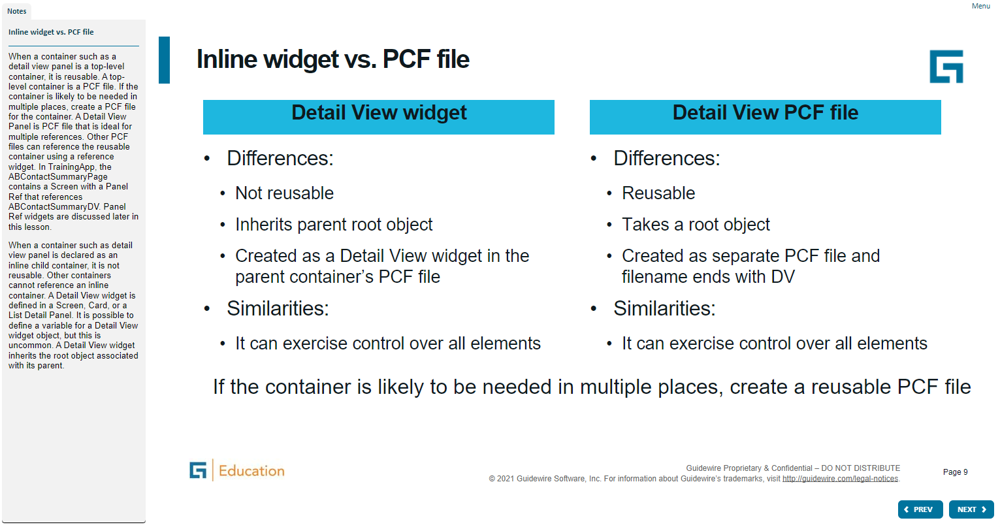 Notes
Menu
Inline widget vs. PCF file
When a container such as a
detail view panel is a top-level
container, it is reusable. A top-
level container is a PCF file. If the
container is likely to be needed in
multiple places, create a PCF file
for the container. A Detail View
Panel is PCF file that is ideal for
multiple references. Other PCF
files can reference the reusable
container using a reference
widget. In TrainingApp, the
ABContactSummaryPage
contains a Screen with a Panel
Ref that references
ABContactSummaryDV. Panel
Ref widgets are discussed later in
this lesson.
When a container such as detail
view panel is declared as an
inline child container, it is not
reusable. Other containers
cannot reference an inline
container. A Detail View widget is
defined in a Screen, Card, or a
List Detail Panel. It is possible to
define a variable for a Detail View
widget object, but this is
uncommon. A Detail View widget
inherits the root object associated
with its parent.
Inline widget vs. PCF file
Detail View widget
• Differences:
• Not reusable
• Inherits parent root object
• Created as a Detail View widget in the
parent container's PCF file
• Similarities:
• It can exercise control over all elements
Detail View PCF file
• Differences:
• Reusable
• Takes a root object
• Created as separate PCF file and
filename ends with DV
• Similarities:
• It can exercise control over all elements
If the container is likely to be needed in multiple places, create a reusable PCF file
Education
Guidewire Proprietary & Confidential – DO NOT DISTRIBUTE
© 2021 Guidewire Software, Inc. For information about Guidewire's trademarks, visit http://guidewire.com/legal-notices.
Page 9
PREV
NEXT